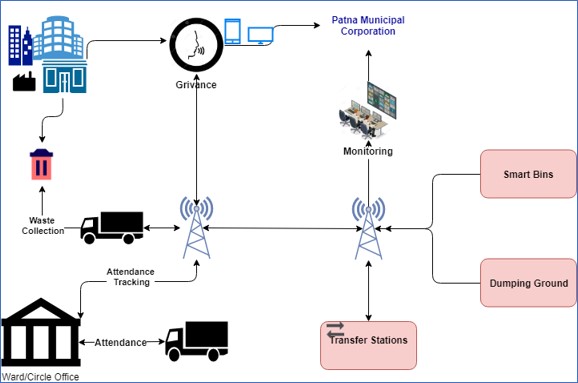 Patna Municipal
Corporation
Grivance
Monitoring
Smart Bins
Waste
Collection
Attendance
Tracking
Dumping Ground
Attendance
Transfer Stations
Ward/Circle Office